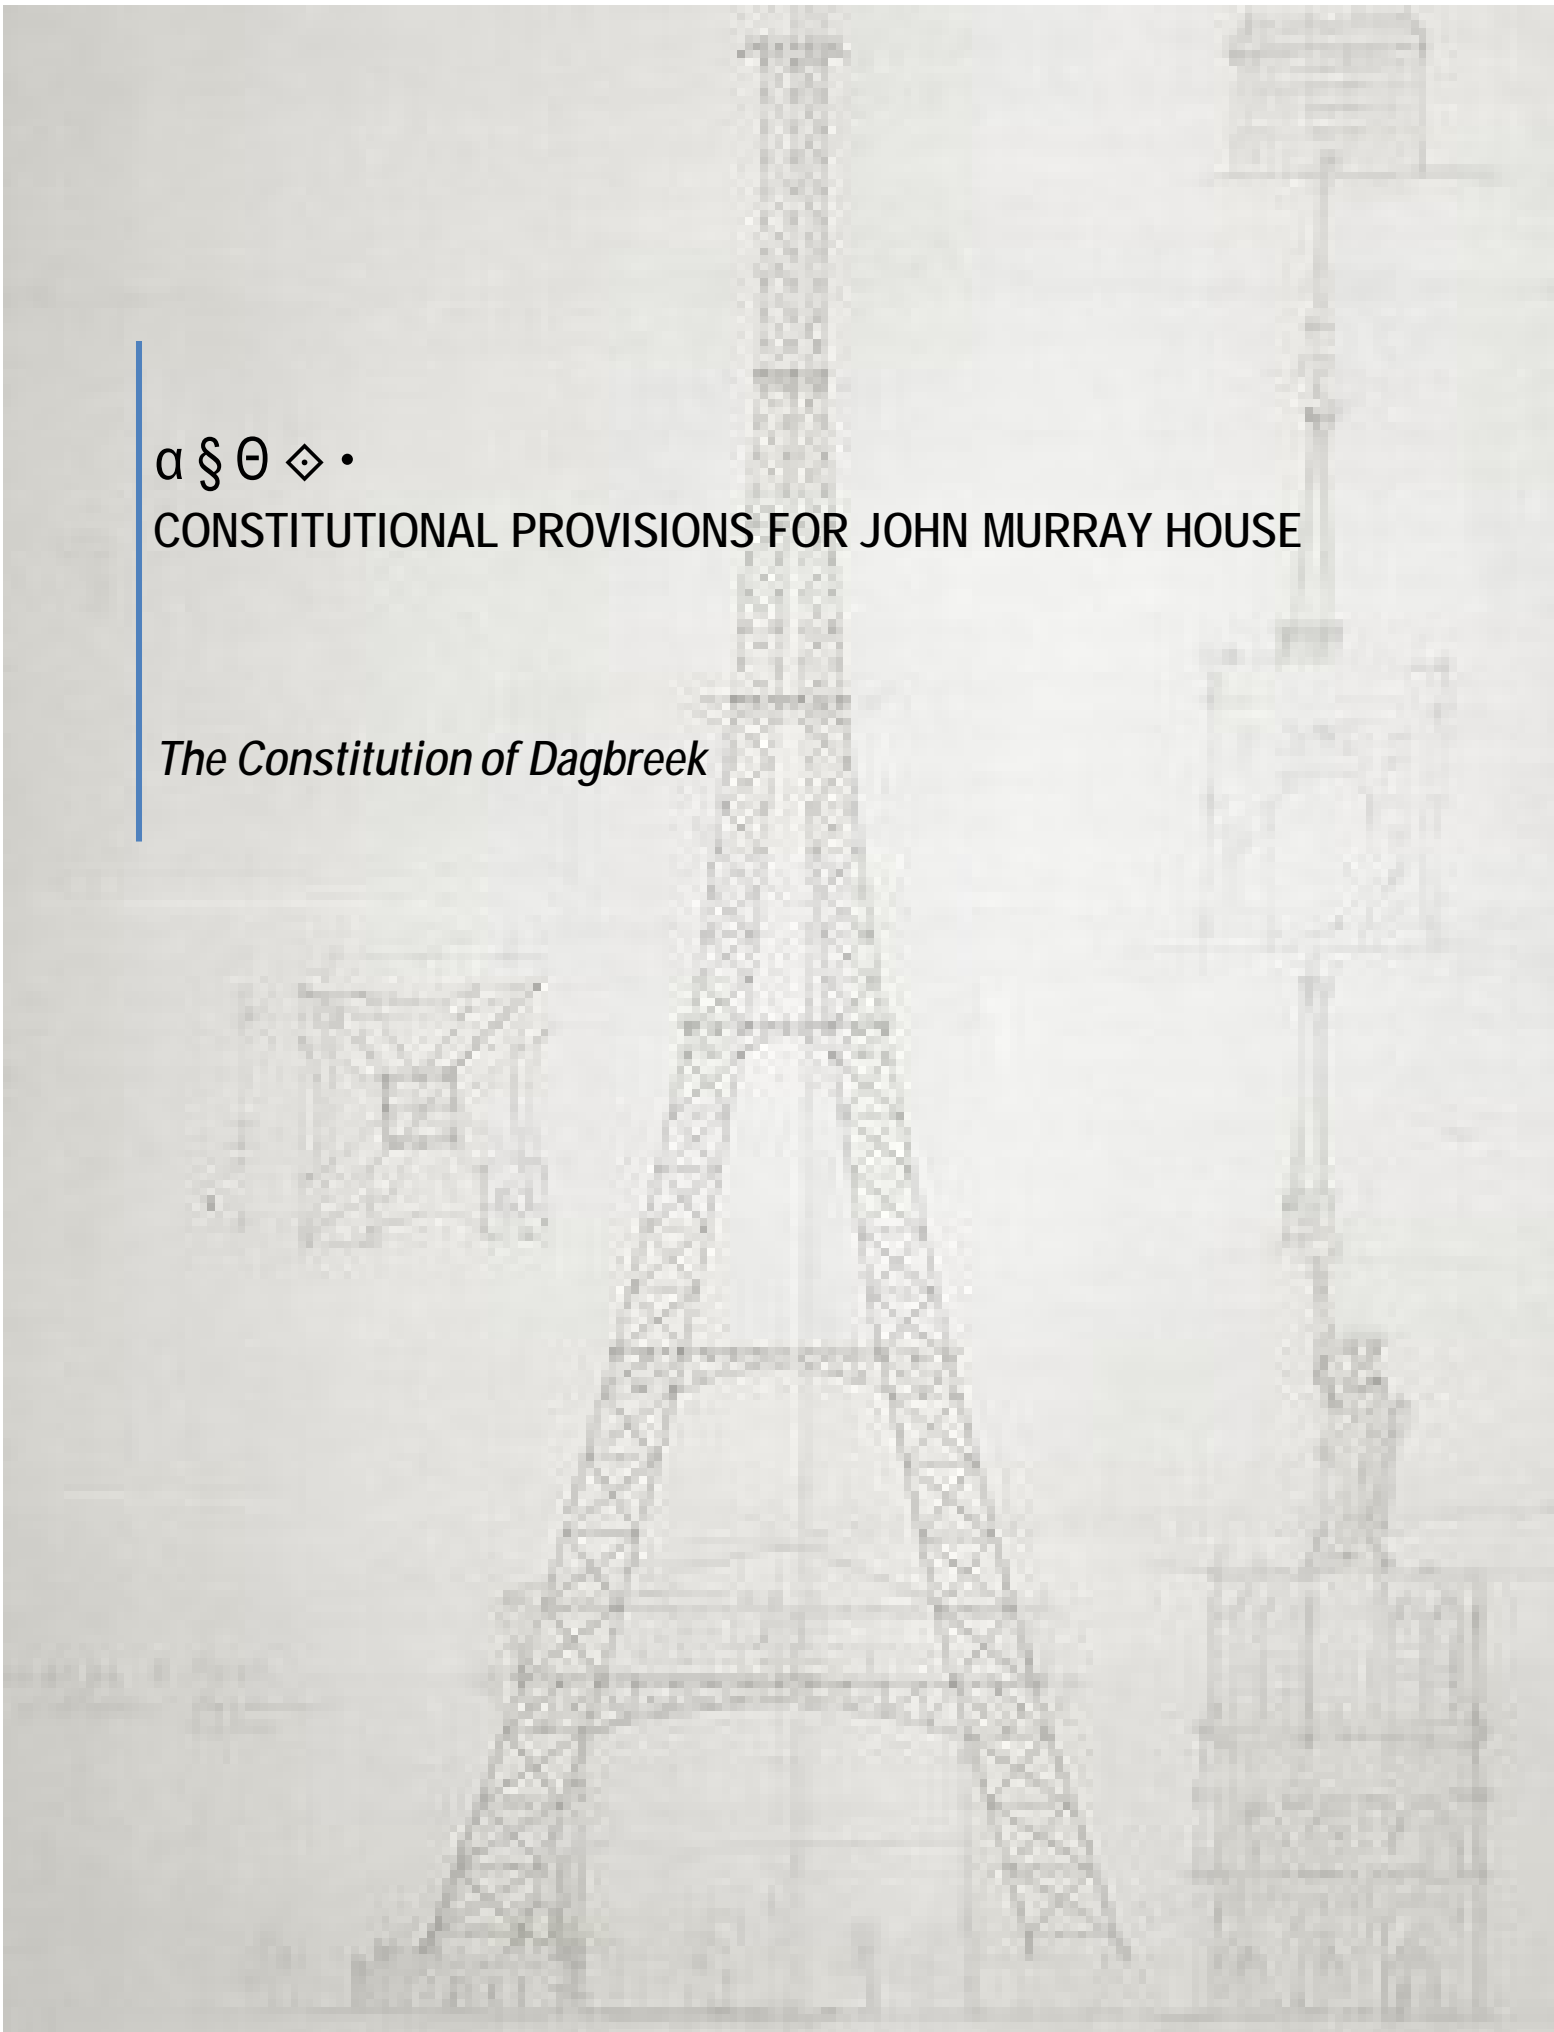 α § Θ ⟐ •
CONSTITUTIONAL PROVISIONS FOR JOHN MURRAY HOUSE
The Constitution of Dagbreek